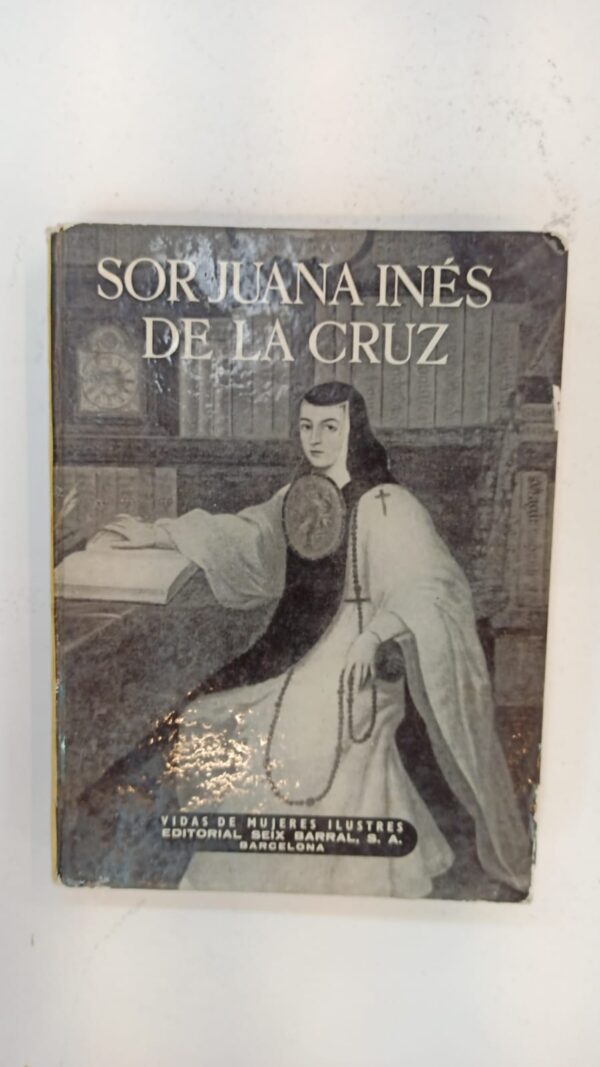 SOR JUANA INÉS
DE LA CRUZ
VIDAS DE MUJERES ILUSTRES
EDITORIAL SEIX BARRAL, S. A.
BARCELONA